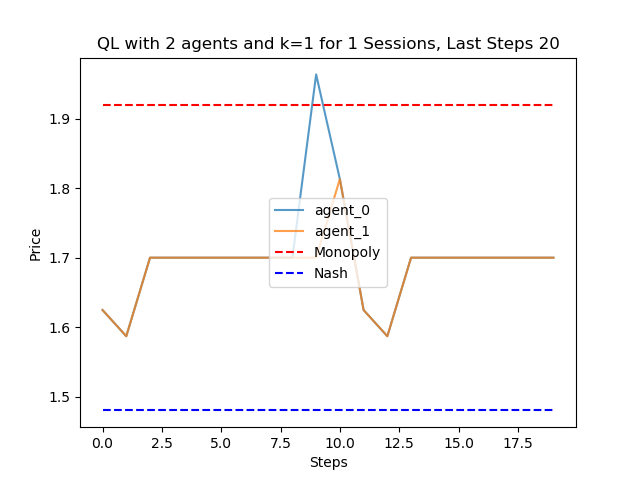 QL with 2 agents and k=1 for 1 Sessions, Last Steps 20
Price
1.9
1.8
1.7
1.6
1.5
agent_0
agent_1
Monopoly
Nash
0.0 2.5 5.0 7.5 10.0 12.5 15.0 17.5
Steps